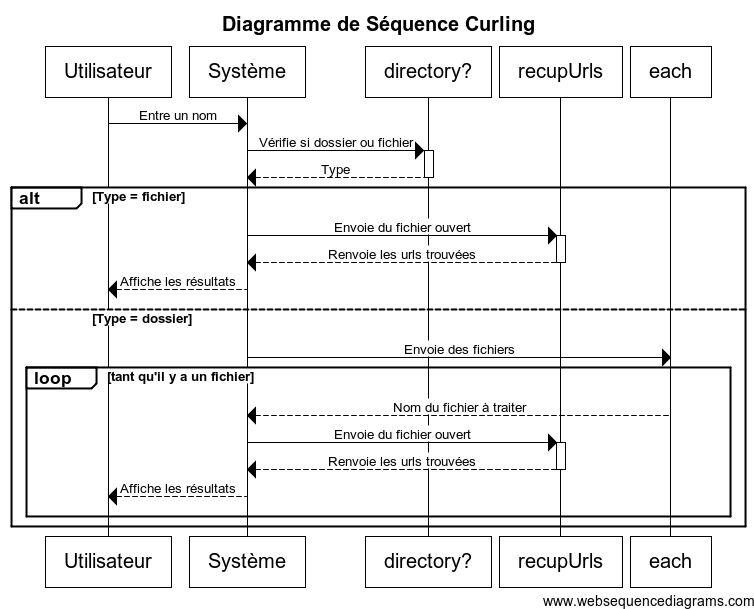 Diagramme de Séquence Curling
Utilisateur
Système
directory?
recupUrls
each
Entre un nom
Vérifie si dossier ou fichier
Type
alt
[Type = fichier]
Envoie du fichier ouvert
Renvoie les urls trouvées
Affiche les résultats
[Type = dossier]
Envoie des fichiers
loop
[tant qu'il y a un fichier]
Nom du fichier à traiter
Envoie du fichier ouvert
Renvoie les urls trouvées
Affiche les résultats
Utilisateur
Système
directory?
recupUrls
each
www.websequencediagrams.com